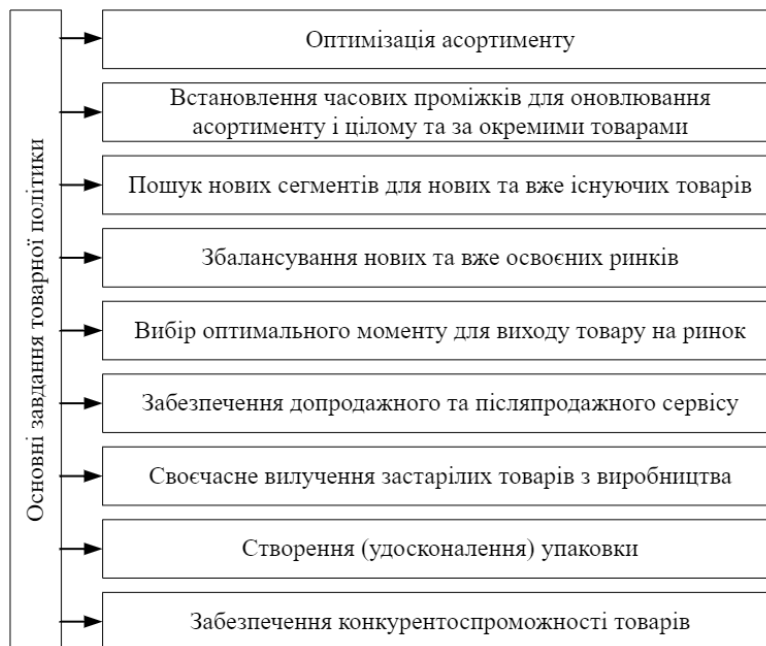 Основні завдання товарної політики
Оптимізація асортименту
Встановлення часових проміжків для оновлювання
асортименту і цілому та за окремими товарами
Пошук нових сегментів для нових та вже існуючих товарів
Збалансування нових та вже освоєних ринків
Вибір оптимального моменту для виходу товару на ринок
Забезпечення допродажного та післяпродажного сервісу
Своєчасне вилучення застарілих товарів з виробництва
Створення (удосконалення) упаковки
Забезпечення конкурентоспроможності товарів